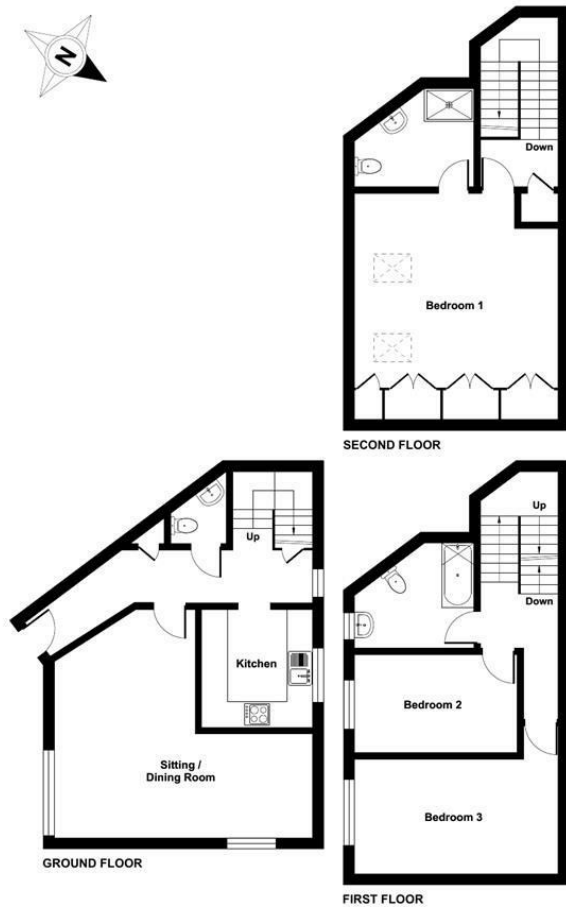 N
Down
Bedroom 1
SECOND FLOOR
Up
Kitchen
Sitting /
Dining Room
GROUND FLOOR
Up
Down
Bedroom 2
Bedroom 3
FIRST FLOOR